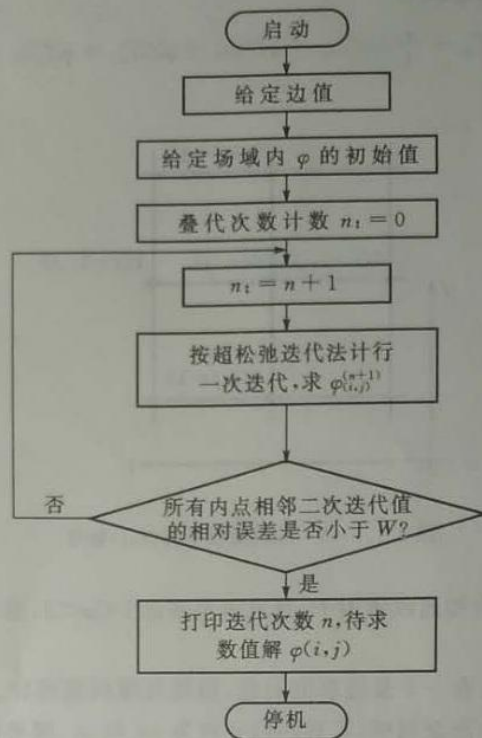 启动
给定边值
给定场域内 φ 的初始值
叠代次数计数 n₁=0
n₁=n+1
按超松弛迭代法计行
一次迭代,求 φ(i,j)^(n+1)
所有内点相邻二次迭代值
的相对误差是否小于 W?
否
是
打印迭代次数 n,待求
数值解 φ(i,j)
停机